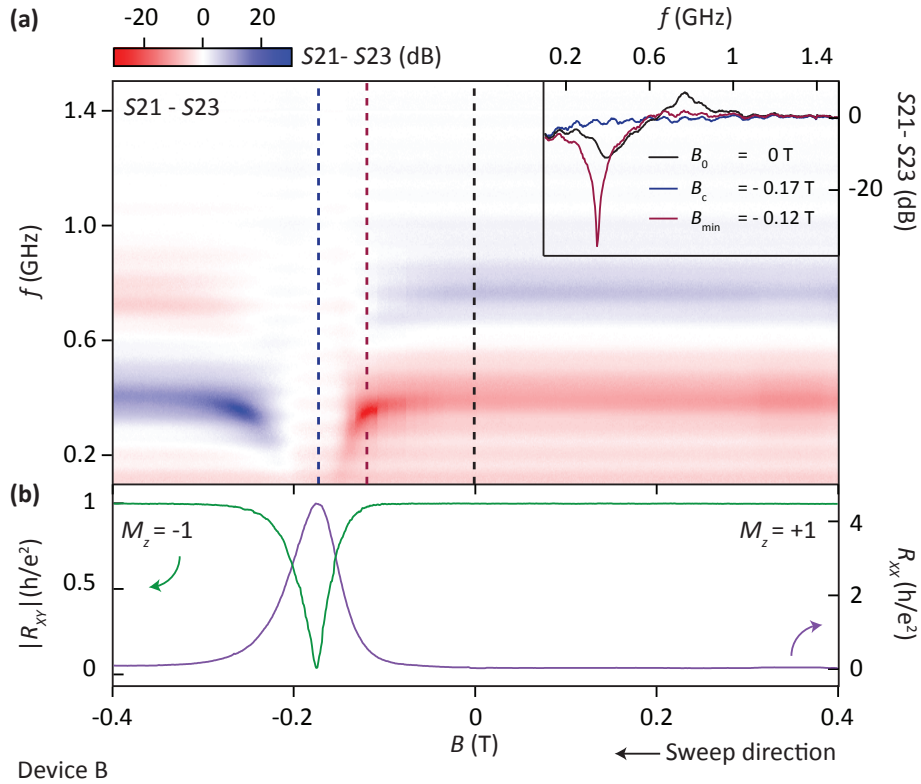 (a)
-20 0 20
S21- S23 (dB)
f (GHz)
0.2 0.6 1 1.4
S21 - S23
1.4
1.0
0.6
0.2
f (GHz)
0
-20
S21- S23 (dB)
B0 = 0 T
Bc = - 0.17 T
Bmin = - 0.12 T
(b)
1
0.5
0
|RXY| (h/e²)
Mz = -1
Mz = +1
4
2
0
RXX (h/e²)
-0.4 -0.2 0 0.2 0.4
B (T)
Sweep direction
Device B